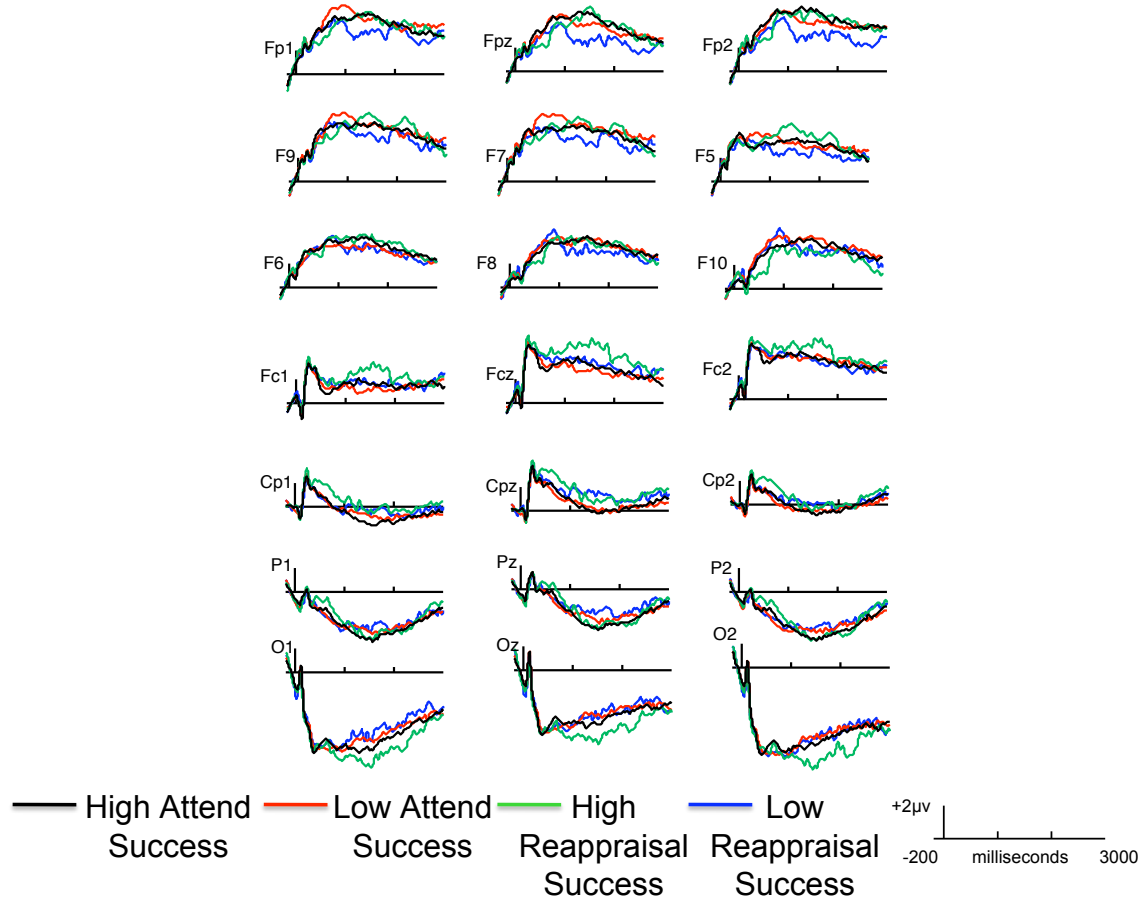 Fp1 Fpz Fp2
F9 F7 F5
F6 F8 F10
Fc1 Fcz Fc2
Cp1 Cpz Cp2
P1 Pz P2
O1 Oz O2
High Attend Success
Low Attend Success
High Reappraisal Success
Low Reappraisal Success
+2μv
-200 milliseconds 3000